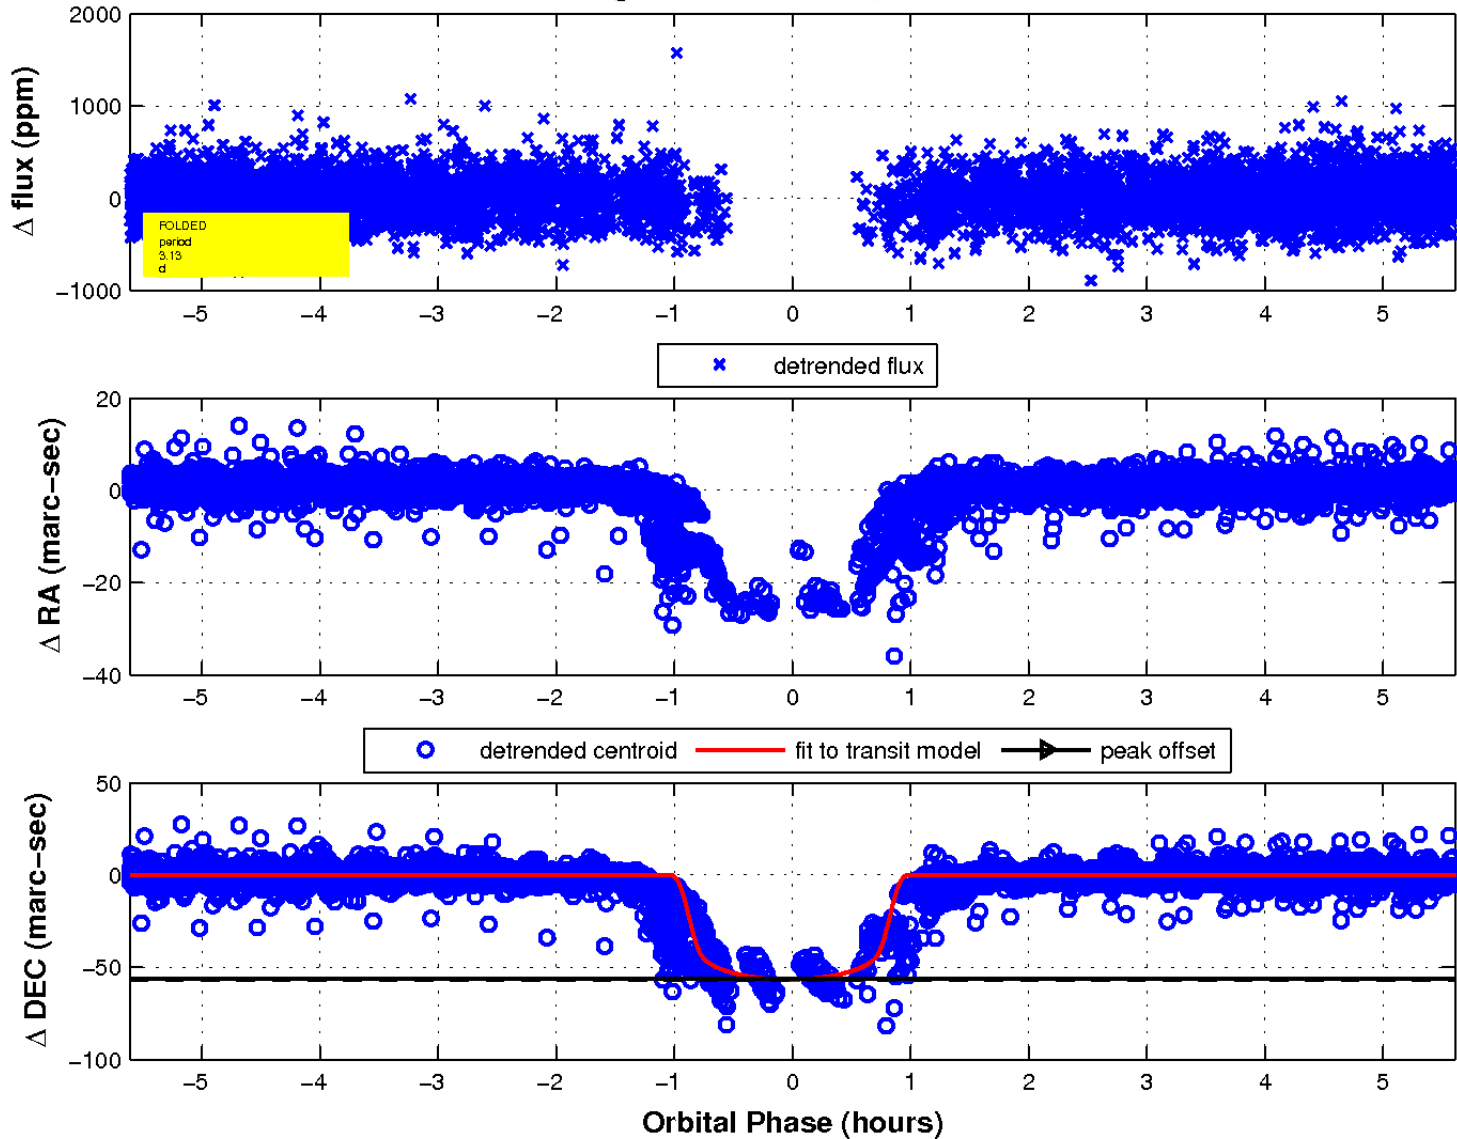 2000
1000
0
−1000
Δ flux (ppm)
FOLDED
period
3.13
d
−5 −4 −3 −2 −1 0 1 2 3 4 5
detrended flux
20
0
−20
−40
Δ RA (marc−sec)
−5 −4 −3 −2 −1 0 1 2 3 4 5
detrended centroid fit to transit model peak offset
50
0
−50
−100
Δ DEC (marc−sec)
−5 −4 −3 −2 −1 0 1 2 3 4 5
Orbital Phase (hours)